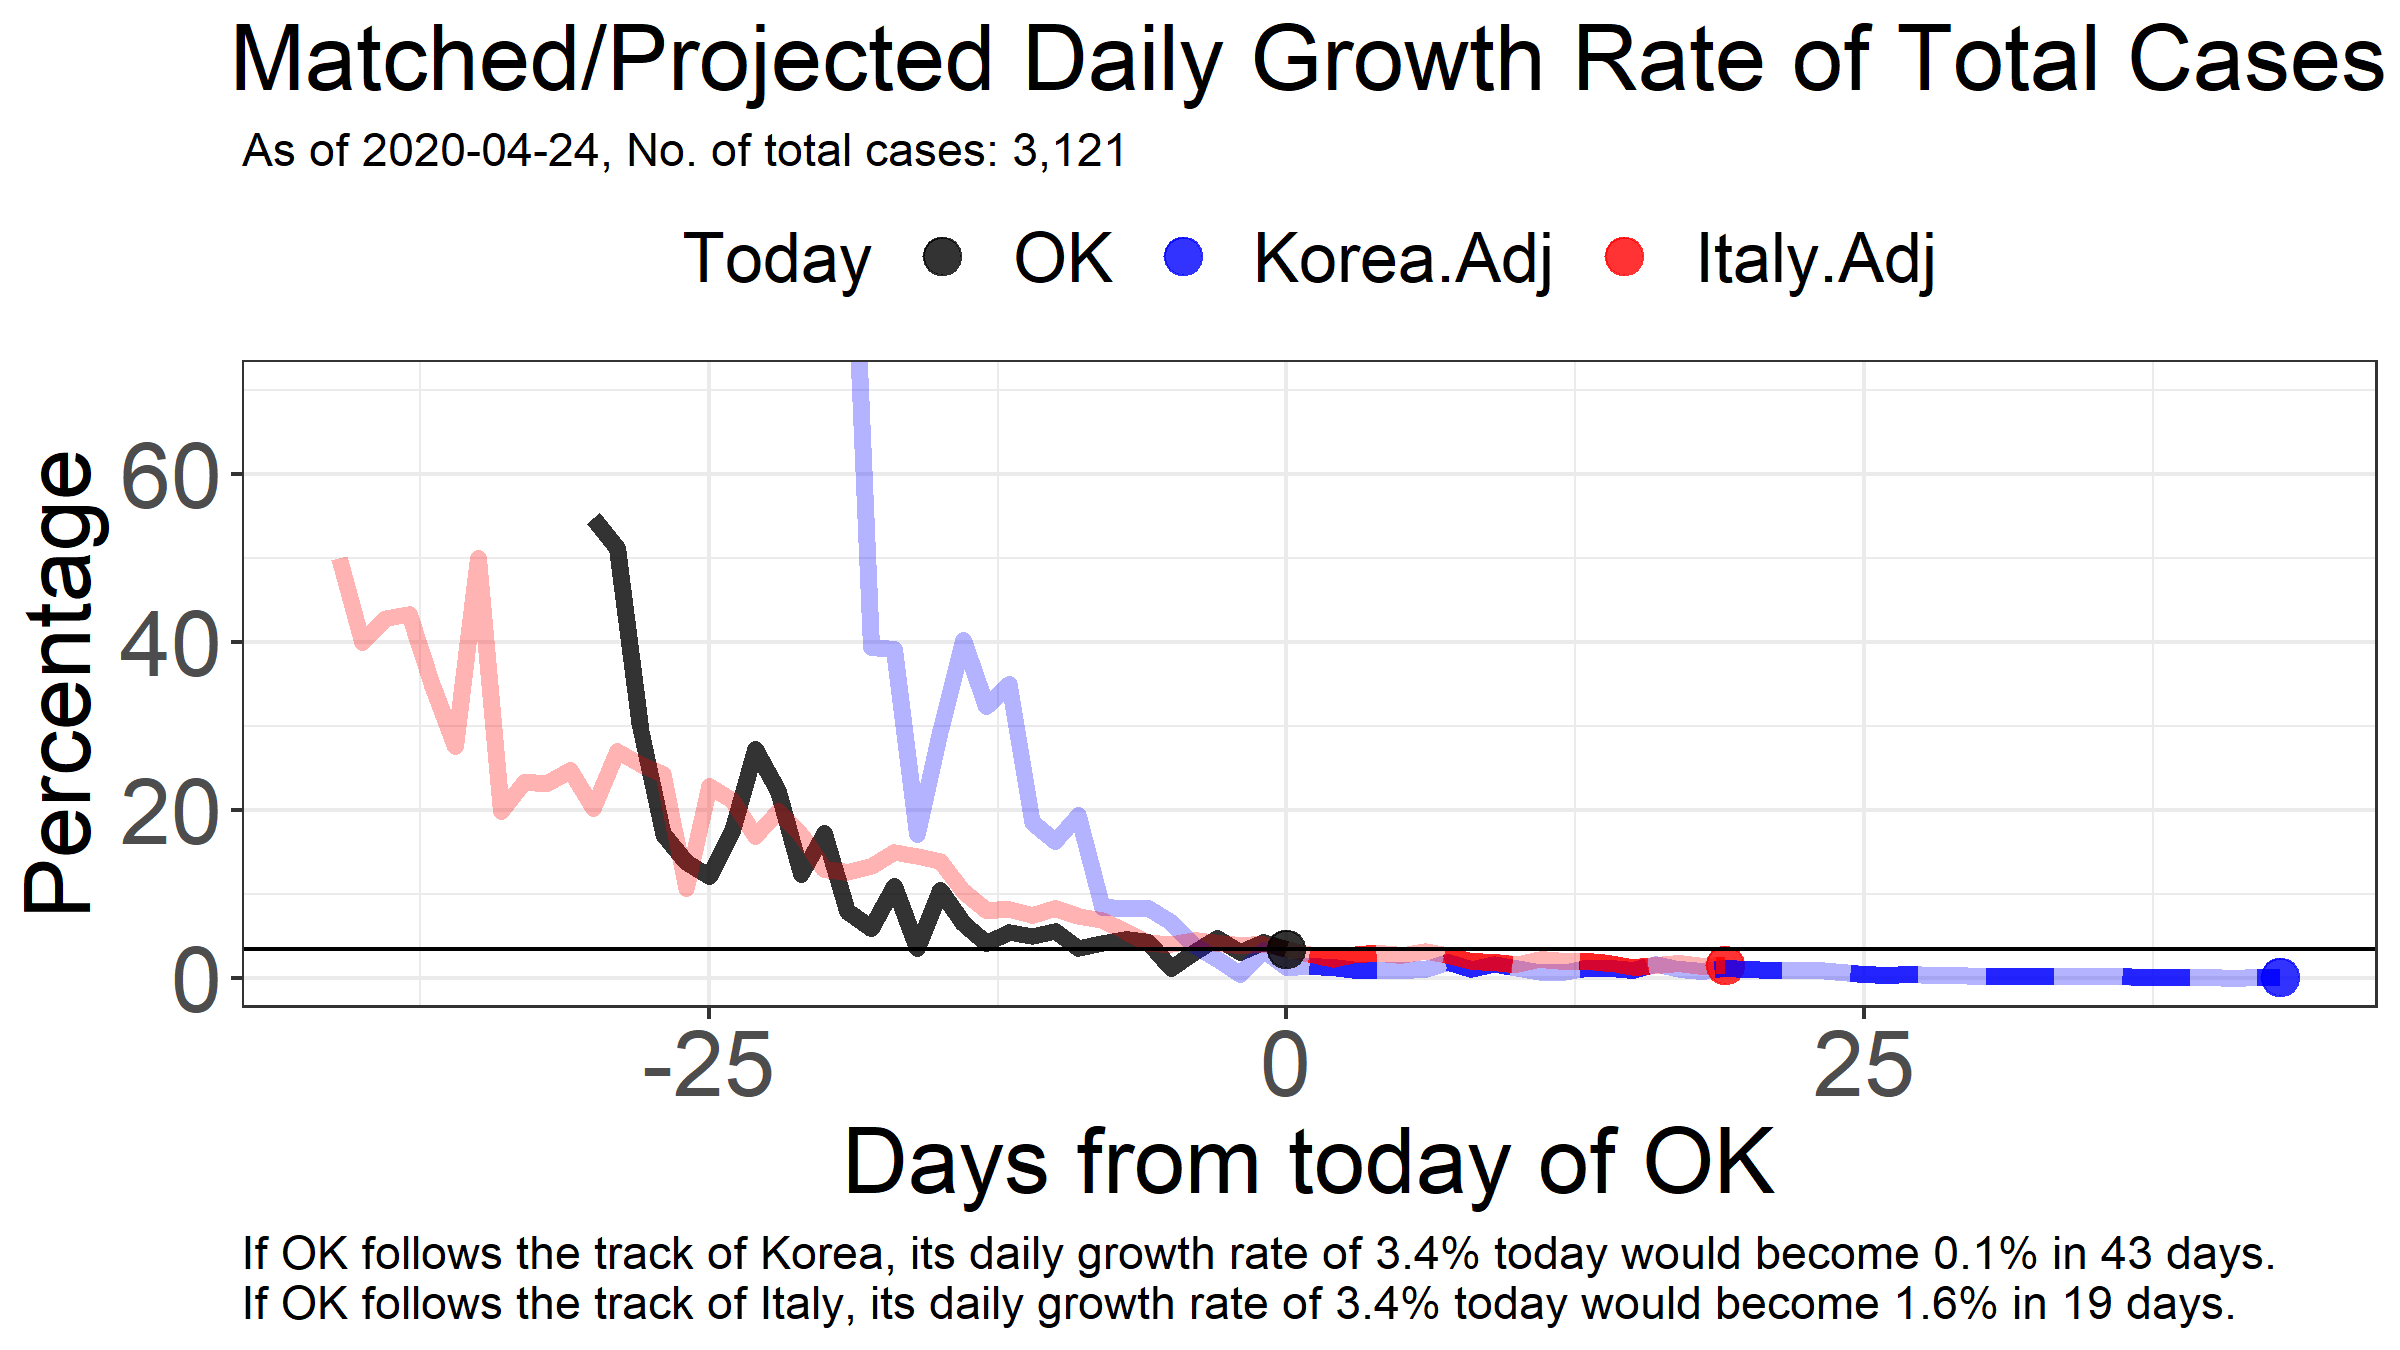 Matched/Projected Daily Growth Rate of Total Cases
As of 2020-04-24, No. of total cases: 3,121
Today OK Korea.Adj Italy.Adj
Percentage
60
40
20
0
-25 0 25
Days from today of OK
If OK follows the track of Korea, its daily growth rate of 3.4% today would become 0.1% in 43 days.
If OK follows the track of Italy, its daily growth rate of 3.4% today would become 1.6% in 19 days.